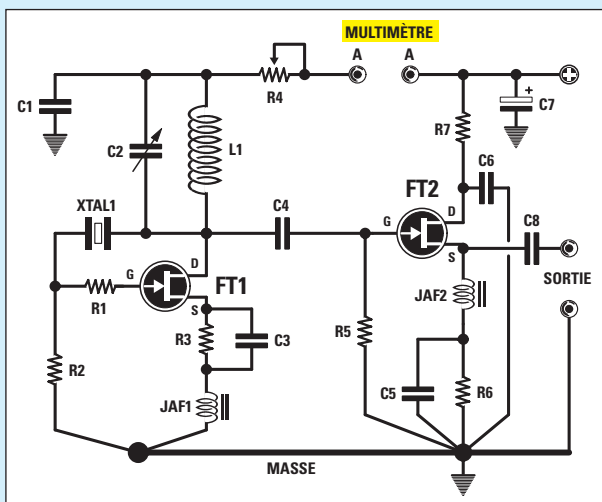 MULTIMÈTRE
A A
R4
C1
C2
L1
R7
+
C7
C6
XTAL1
C4
FT2
G
D
S
C8
D
G
FT1
S
R1
R3
C3
R5
JAF2
SORTIE
R2
JAF1
C5
R6
MASSE